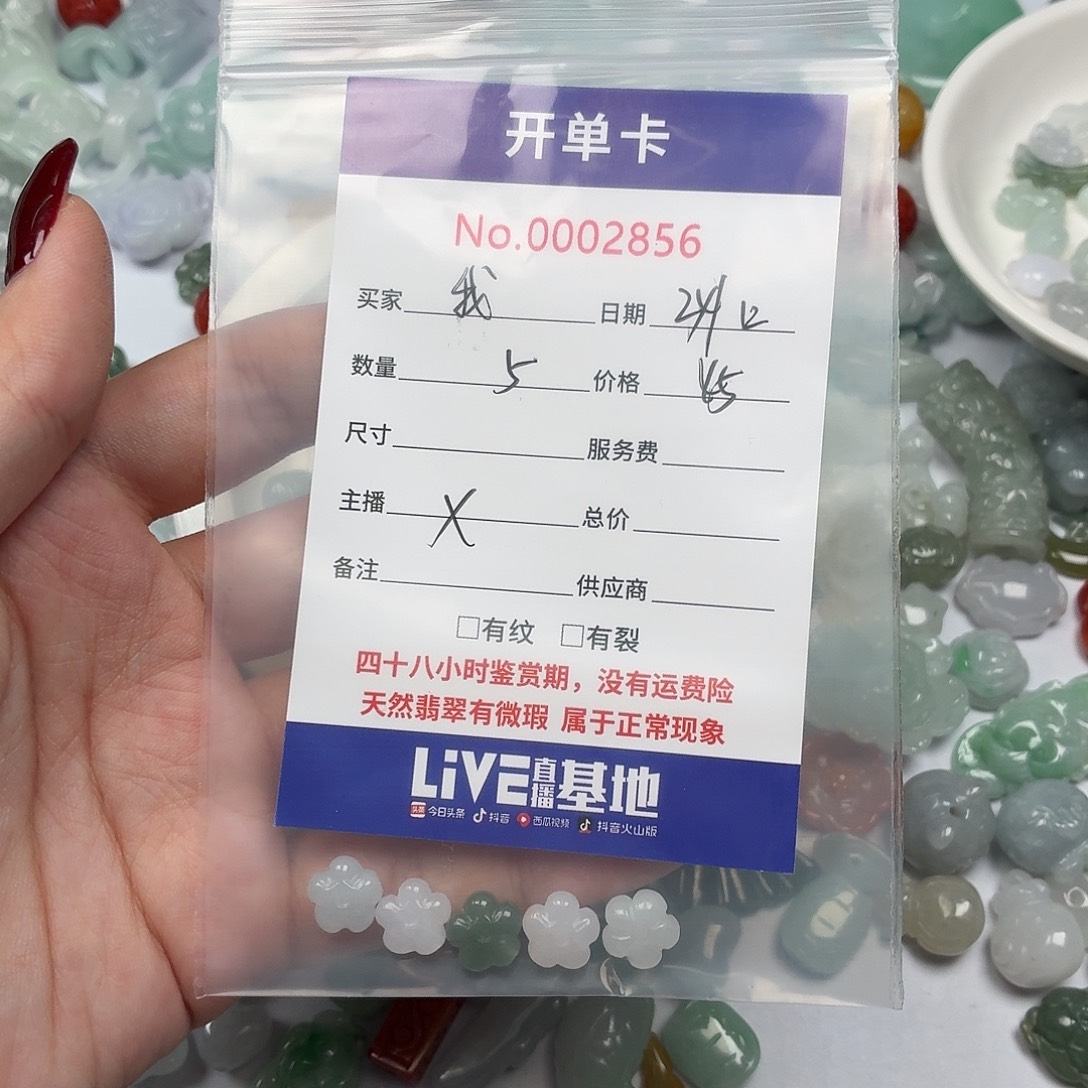 开单卡
No.0002856
买家 我 日期
数量 5 价格
尺寸 服务费
主播 X 总价
备注 供应商
□有纹 □有裂
四十八小时鉴赏期，没有运费险
天然翡翠有微瑕 属于正常现象
LiVE直播基地
头条 今日头条 抖音 西瓜视频 抖音火山版